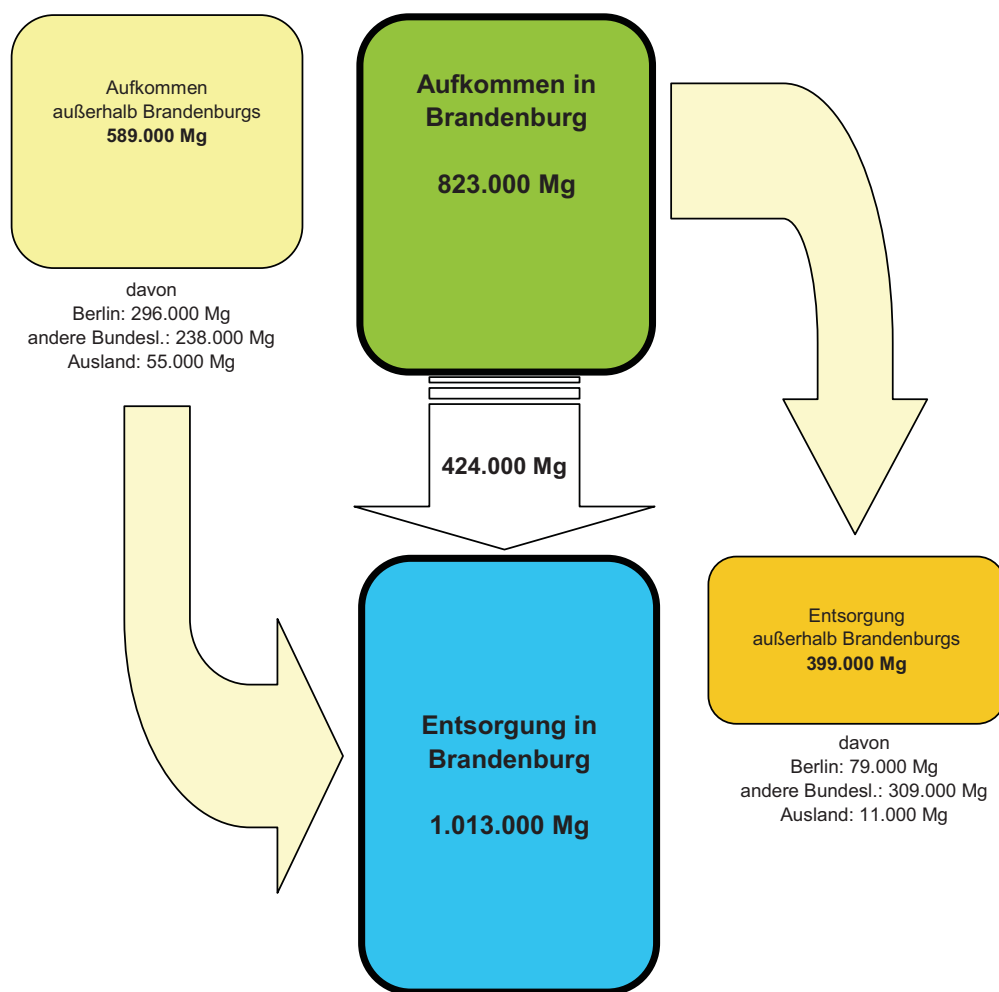 Aufkommen
außerhalb Brandenburgs
589.000 Mg
davon
Berlin: 296.000 Mg
andere Bundesl.: 238.000 Mg
Ausland: 55.000 Mg
Aufkommen in
Brandenburg
823.000 Mg
424.000 Mg
Entsorgung in
Brandenburg
1.013.000 Mg
Entsorgung
außerhalb Brandenburgs
399.000 Mg
davon
Berlin: 79.000 Mg
andere Bundesl.: 309.000 Mg
Ausland: 11.000 Mg